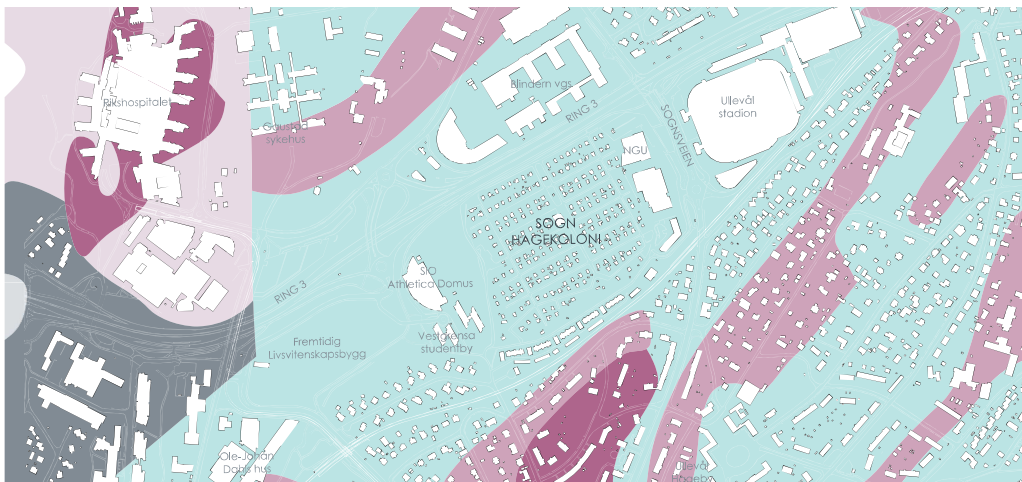 Rikshospitalet
Gaustad
sykehus
Blindern vgs.
RING 3
SOGNSVEIEN
Ullevål
stadion
NGU
SOGN
HAGEKOLONI
SiO
Athletica Domus
RING 3
Vestgrensa
studentby
Fremtidig
Livsvitenskapsbygg
Ole-Johan
Dahls hus
Ullevål
Hageby